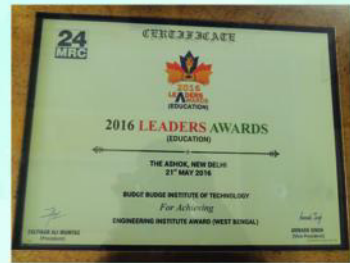 24
MRC
CERTIFICATE
2016
LEADERS
AWARDS
(EDUCATION)
2016 LEADERS AWARDS
(EDUCATION)
THE ASHOK, NEW DELHI
21ST MAY 2016
BUDGE BUDGE INSTITUTE OF TECHNOLOGY
For Achieving
ENGINEERING INSTITUTE AWARD (WEST BENGAL)
(President)
(Vice President)